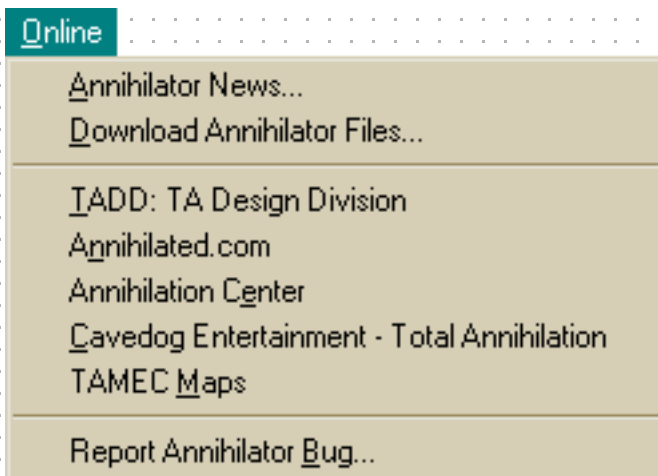 Online
Annihilator News...
Download Annihilator Files...
TADD: TA Design Division
Annihilated.com
Annihilation Center
Cavedog Entertainment - Total Annihilation
TAMEC Maps
Report Annihilator Bug...